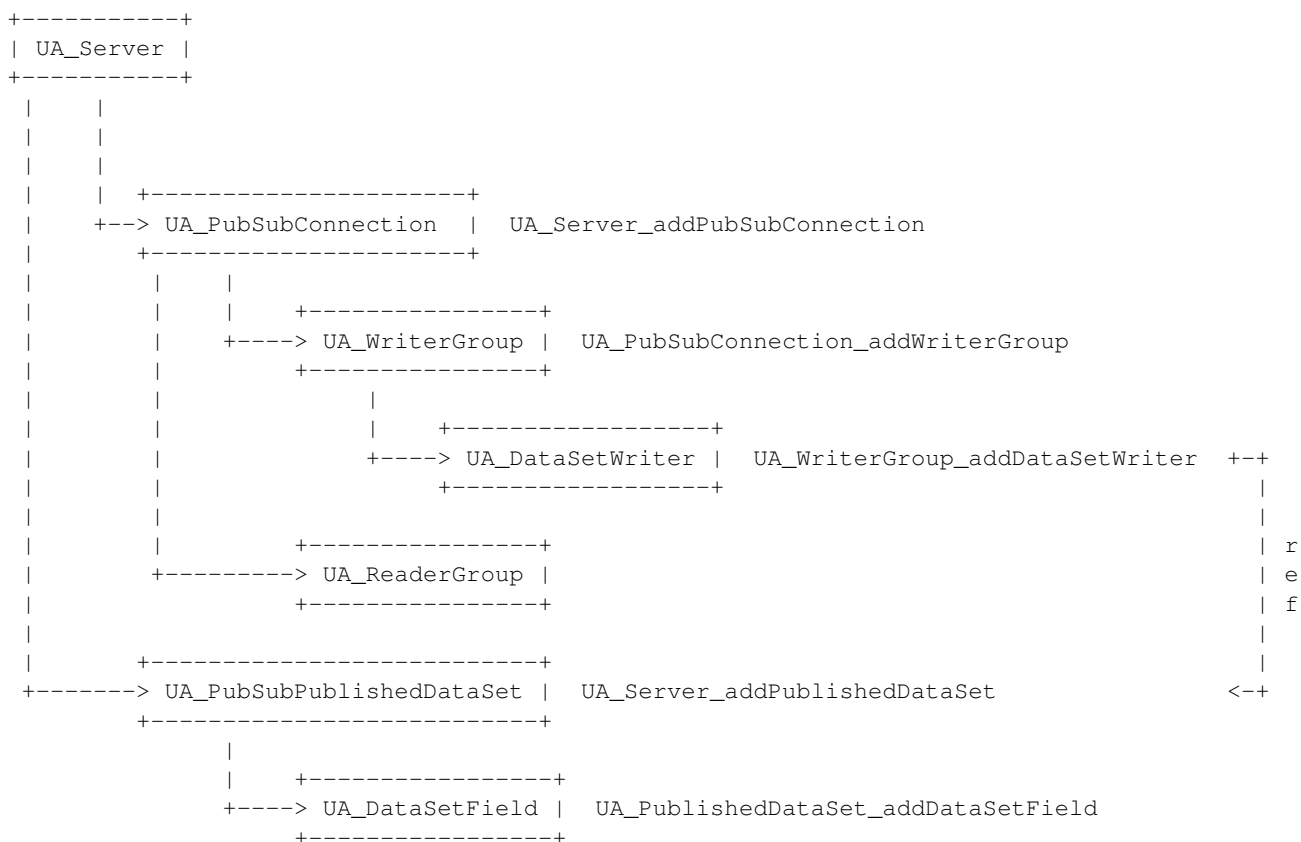 UA_Server
UA_PubSubConnection UA_Server_addPubSubConnection
UA_WriterGroup UA_PubSubConnection_addWriterGroup
UA_DataSetWriter UA_WriterGroup_addDataSetWriter
r
UA_ReaderGroup e
f
UA_PubSubPublishedDataSet UA_Server_addPublishedDataSet
UA_DataSetField UA_PublishedDataSet_addDataSetField